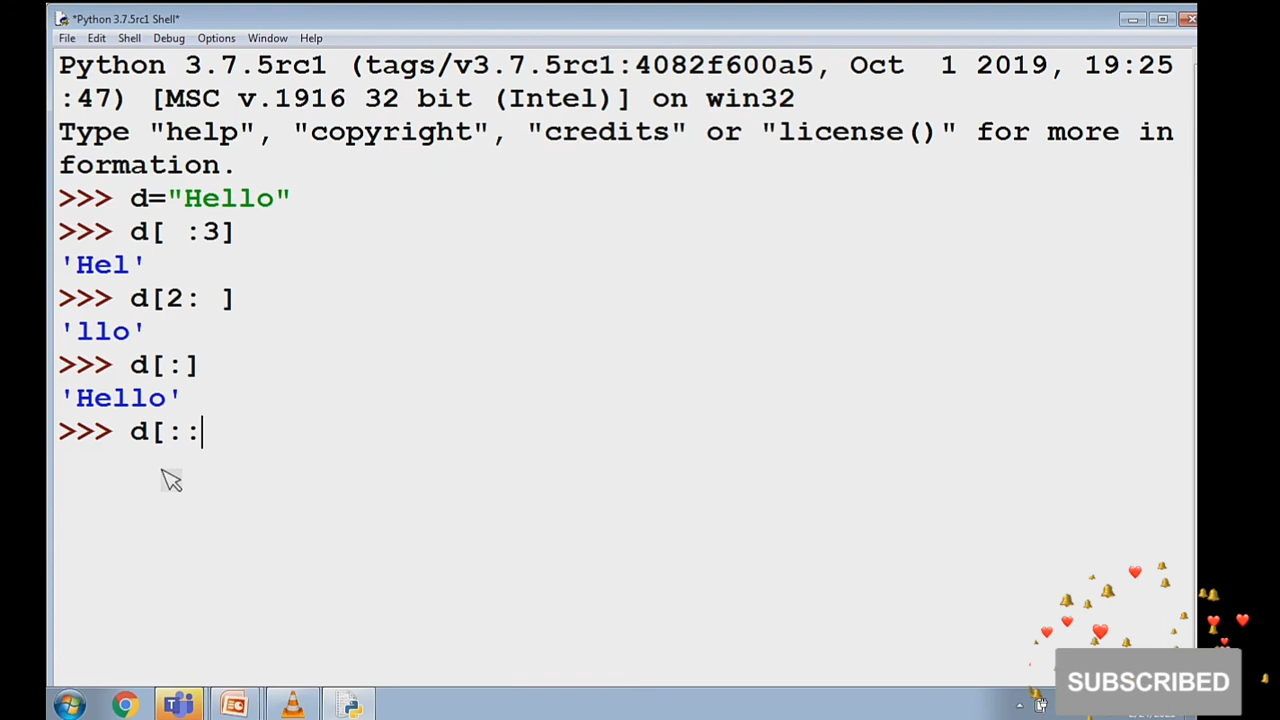 *Python 3.7.5rc1 Shell*
File Edit Shell Debug Options Window Help
Python 3.7.5rc1 (tags/v3.7.5rc1:4082f600a5, Oct  1 2019, 19:25
:47) [MSC v.1916 32 bit (Intel)] on win32
Type "help", "copyright", "credits" or "license()" for more in
formation.
>>> d="Hello"
>>> d[ :3]
'Hel'
>>> d[2: ]
'llo'
>>> d[:]
'Hello'
>>> d[::
SUBSCRIBED